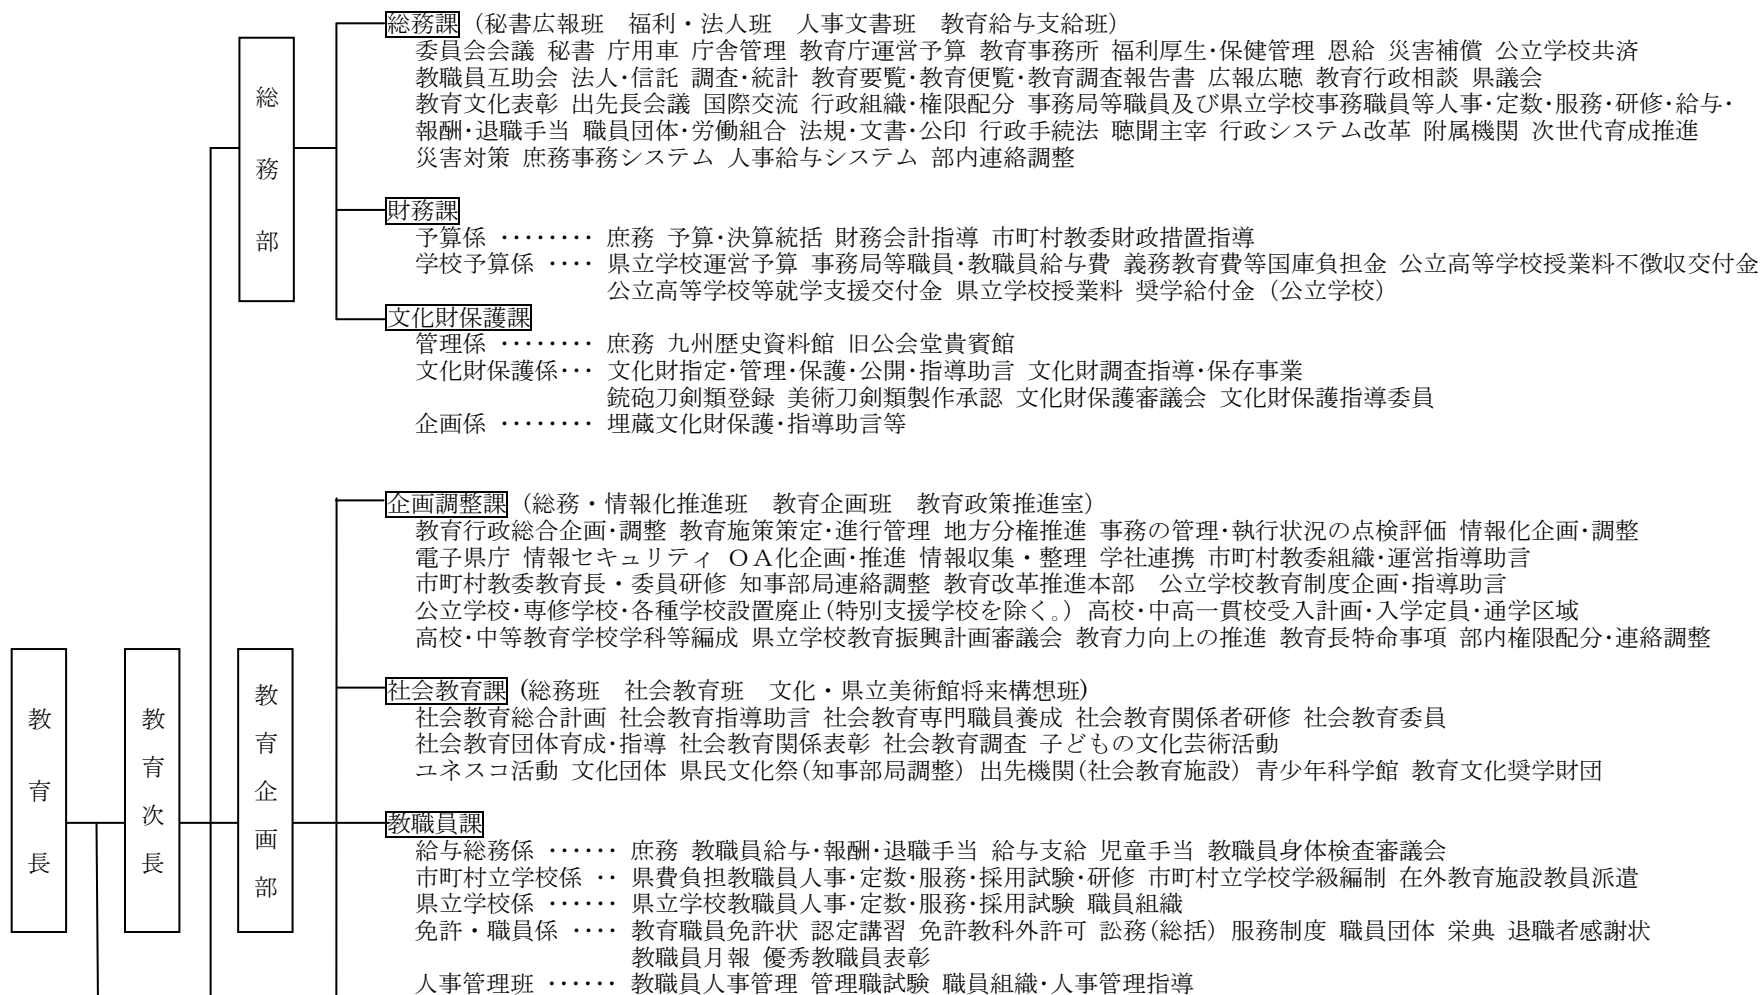 総務課（秘書広報班　福利・法人班　人事文書班　教育給与支給班）
委員会会議 秘書 庁用車 庁舎管理 教育庁運営予算 教育事務所 福利厚生･保健管理 恩給 災害補償 公立学校共済
教職員互助会 法人･信託 調査･統計 教育要覧･教育便覧･教育調査報告書 広報広聴 教育行政相談 県議会
教育文化表彰 出先長会議 国際交流 行政組織･権限配分 事務局等職員及び県立学校事務職員等人事･定数･服務･研修･給与･
報酬･退職手当 職員団体･労働組合 法規･文書･公印 行政手続法 聴聞主宰 行政システム改革 附属機関 次世代育成推進
災害対策 庶務事務システム 人事給与システム 部内連絡調整
総務部
財務課
予算係 ‥‥‥‥ 庶務 予算･決算統括 財務会計指導 市町村教委財政措置指導
学校予算係 ‥‥ 県立学校運営予算 事務局等職員･教職員給与費 義務教育費等国庫負担金 公立高等学校授業料不徴収交付金
公立高等学校等就学支援交付金 県立学校授業料 奨学給付金（公立学校）
文化財保護課
管理係 ‥‥‥‥ 庶務 九州歴史資料館 旧公会堂貴賓館
文化財保護係‥･ 文化財指定･管理･保護･公開･指導助言 文化財調査指導･保存事業
銃砲刀剣類登録 美術刀剣類製作承認 文化財保護審議会 文化財保護指導委員
企画係 ‥‥‥‥ 埋蔵文化財保護･指導助言等
企画調整課（総務・情報化推進班　教育企画班　教育政策推進室）
教育行政総合企画･調整 教育施策策定･進行管理 地方分権推進 事務の管理･執行状況の点検評価 情報化企画･調整
電子県庁 情報セキュリティ ＯＡ化企画･推進 情報収集・整理 学社連携 市町村教委組織･運営指導助言
市町村教委教育長・委員研修 知事部局連絡調整 教育改革推進本部　公立学校教育制度企画･指導助言
公立学校･専修学校･各種学校設置廃止(特別支援学校を除く。) 高校･中高一貫校受入計画･入学定員･通学区域
高校･中等教育学校学科等編成 県立学校教育振興計画審議会 教育力向上の推進 教育長特命事項 部内権限配分･連絡調整
教育長
教育次長
教育企画部
社会教育課 (総務班　社会教育班　文化・県立美術館将来構想班)
社会教育総合計画 社会教育指導助言 社会教育専門職員養成 社会教育関係者研修 社会教育委員
社会教育団体育成･指導 社会教育関係表彰 社会教育調査 子どもの文化芸術活動
ユネスコ活動 文化団体 県民文化祭(知事部局調整) 出先機関(社会教育施設) 青少年科学館 教育文化奨学財団
教職員課
給与総務係 ‥‥‥ 庶務 教職員給与･報酬･退職手当 給与支給 児童手当 教職員身体検査審議会
市町村立学校係 ‥ 県費負担教職員人事･定数･服務･採用試験･研修 市町村立学校学級編制 在外教育施設教員派遣
県立学校係 ‥‥‥ 県立学校教職員人事･定数･服務･採用試験 職員組織
免許・職員係 ‥‥ 教育職員免許状 認定講習 免許教科外許可 訟務(総括) 服務制度 職員団体 栄典 退職者感謝状
教職員月報 優秀教職員表彰
人事管理班 ‥‥‥ 教職員人事管理 管理職試験 職員組織･人事管理指導